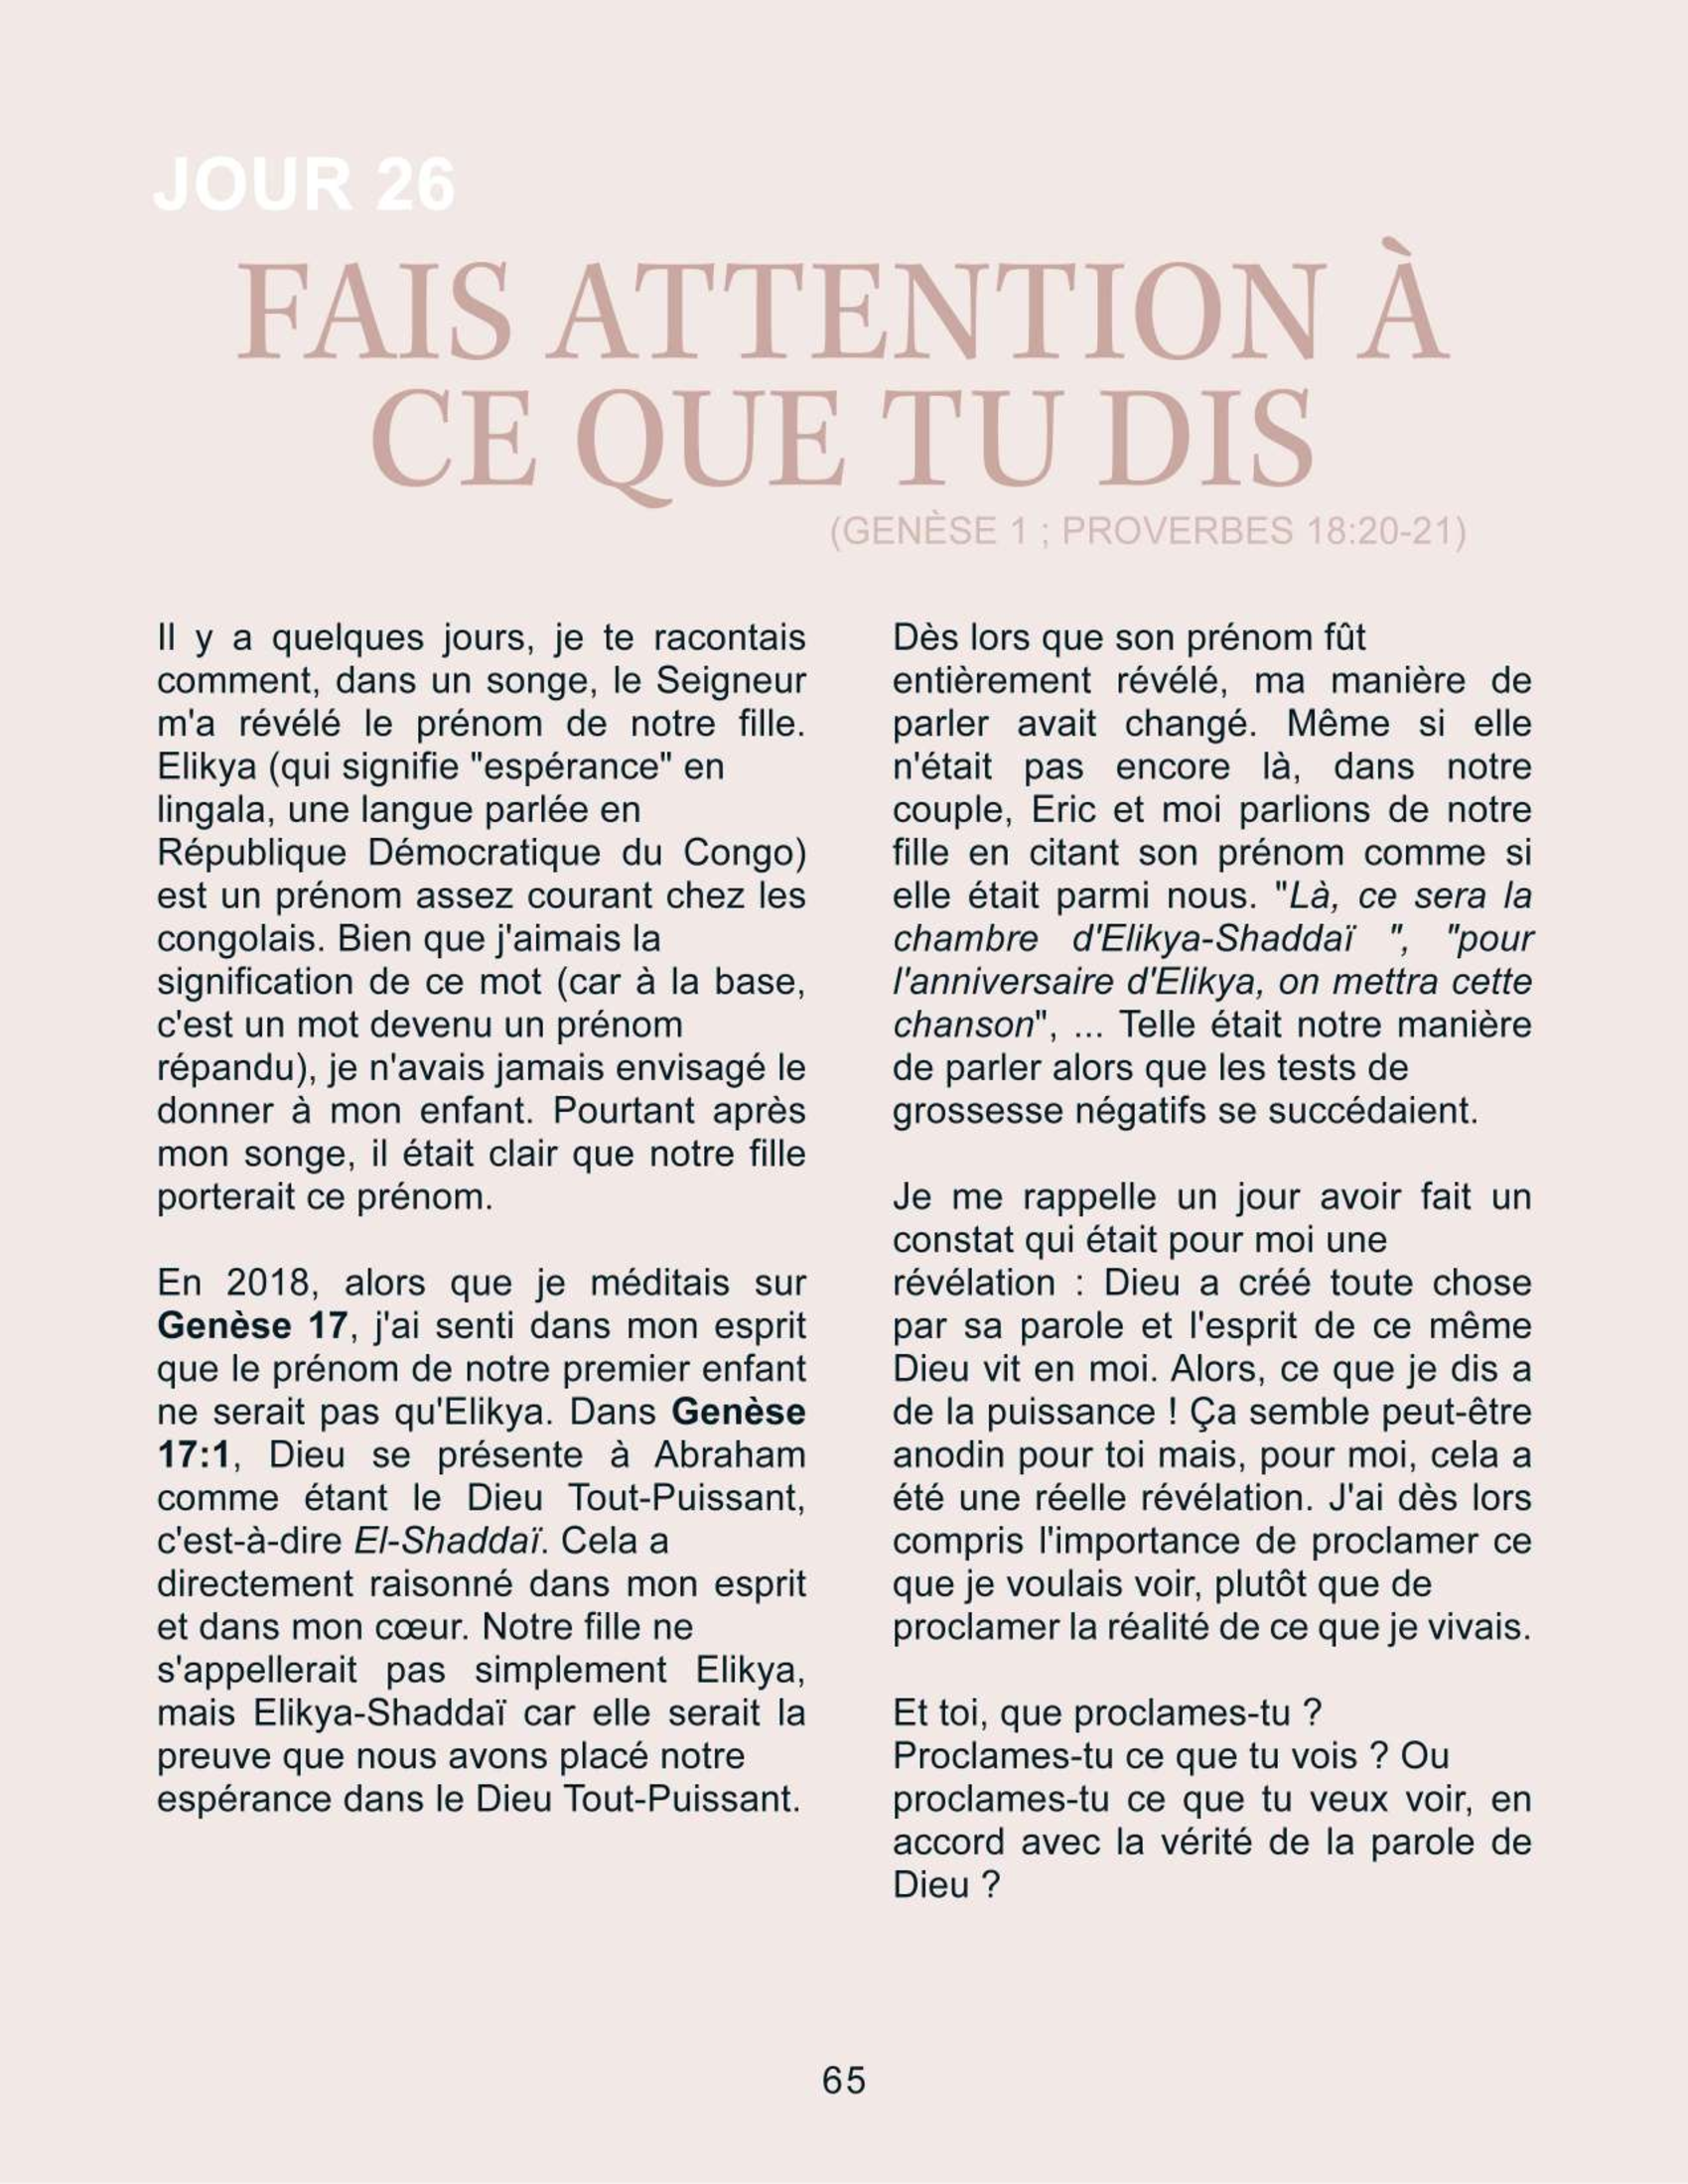 JOUR 26
FAIS ATTENTION À
CE QUE TU DIS
(GENÈSE 1 ; PROVERBES 18:20-21)
Il y a quelques jours, je te racontais
comment, dans un songe, le Seigneur
m'a révélé le prénom de notre fille.
Elikya (qui signifie "espérance" en
lingala, une langue parlée en
République Démocratique du Congo)
est un prénom assez courant chez les
congolais. Bien que j'aimais la
signification de ce mot (car à la base,
c'est un mot devenu un prénom
répandu), je n'avais jamais envisagé le
donner à mon enfant. Pourtant après
mon songe, il était clair que notre fille
porterait ce prénom.
En 2018, alors que je méditais sur
Genèse 17, j'ai senti dans mon esprit
que le prénom de notre premier enfant
ne serait pas qu'Elikya. Dans Genèse
17:1, Dieu se présente à Abraham
comme étant le Dieu Tout-Puissant,
c'est-à-dire El-Shaddaï. Cela a
directement raisonné dans mon esprit
et dans mon cœur. Notre fille ne
s'appellerait pas simplement Elikya,
mais Elikya-Shaddaï car elle serait la
preuve que nous avons placé notre
espérance dans le Dieu Tout-Puissant.
Dès lors que son prénom fût
entièrement révélé, ma manière de
parler avait changé. Même si elle
n'était pas encore là, dans notre
couple, Eric et moi parlions de notre
fille en citant son prénom comme si
elle était parmi nous. "Là, ce sera la
chambre d'Elikya-Shaddaï ", "pour
l'anniversaire d'Elikya, on mettra cette
chanson", ... Telle était notre manière
de parler alors que les tests de
grossesse négatifs se succédaient.
Je me rappelle un jour avoir fait un
constat qui était pour moi une
révélation : Dieu a créé toute chose
par sa parole et l'esprit de ce même
Dieu vit en moi. Alors, ce que je dis a
de la puissance ! Ça semble peut-être
anodin pour toi mais, pour moi, cela a
été une réelle révélation. J'ai dès lors
compris l'importance de proclamer ce
que je voulais voir, plutôt que de
proclamer la réalité de ce que je vivais.
Et toi, que proclames-tu ?
Proclames-tu ce que tu vois ? Ou
proclames-tu ce que tu veux voir, en
accord avec la vérité de la parole de
Dieu ?
65